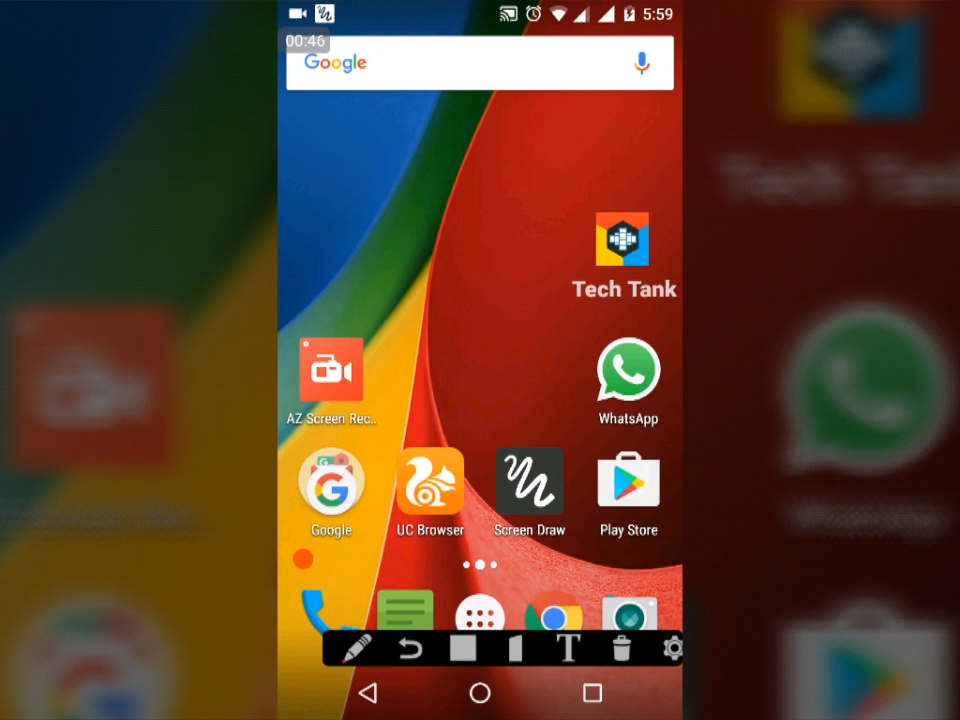 5:59
00:46
Google
Tech Tank
AZ Screen Rec..
WhatsApp
Google
UC Browser
Screen Draw
Play Store
T